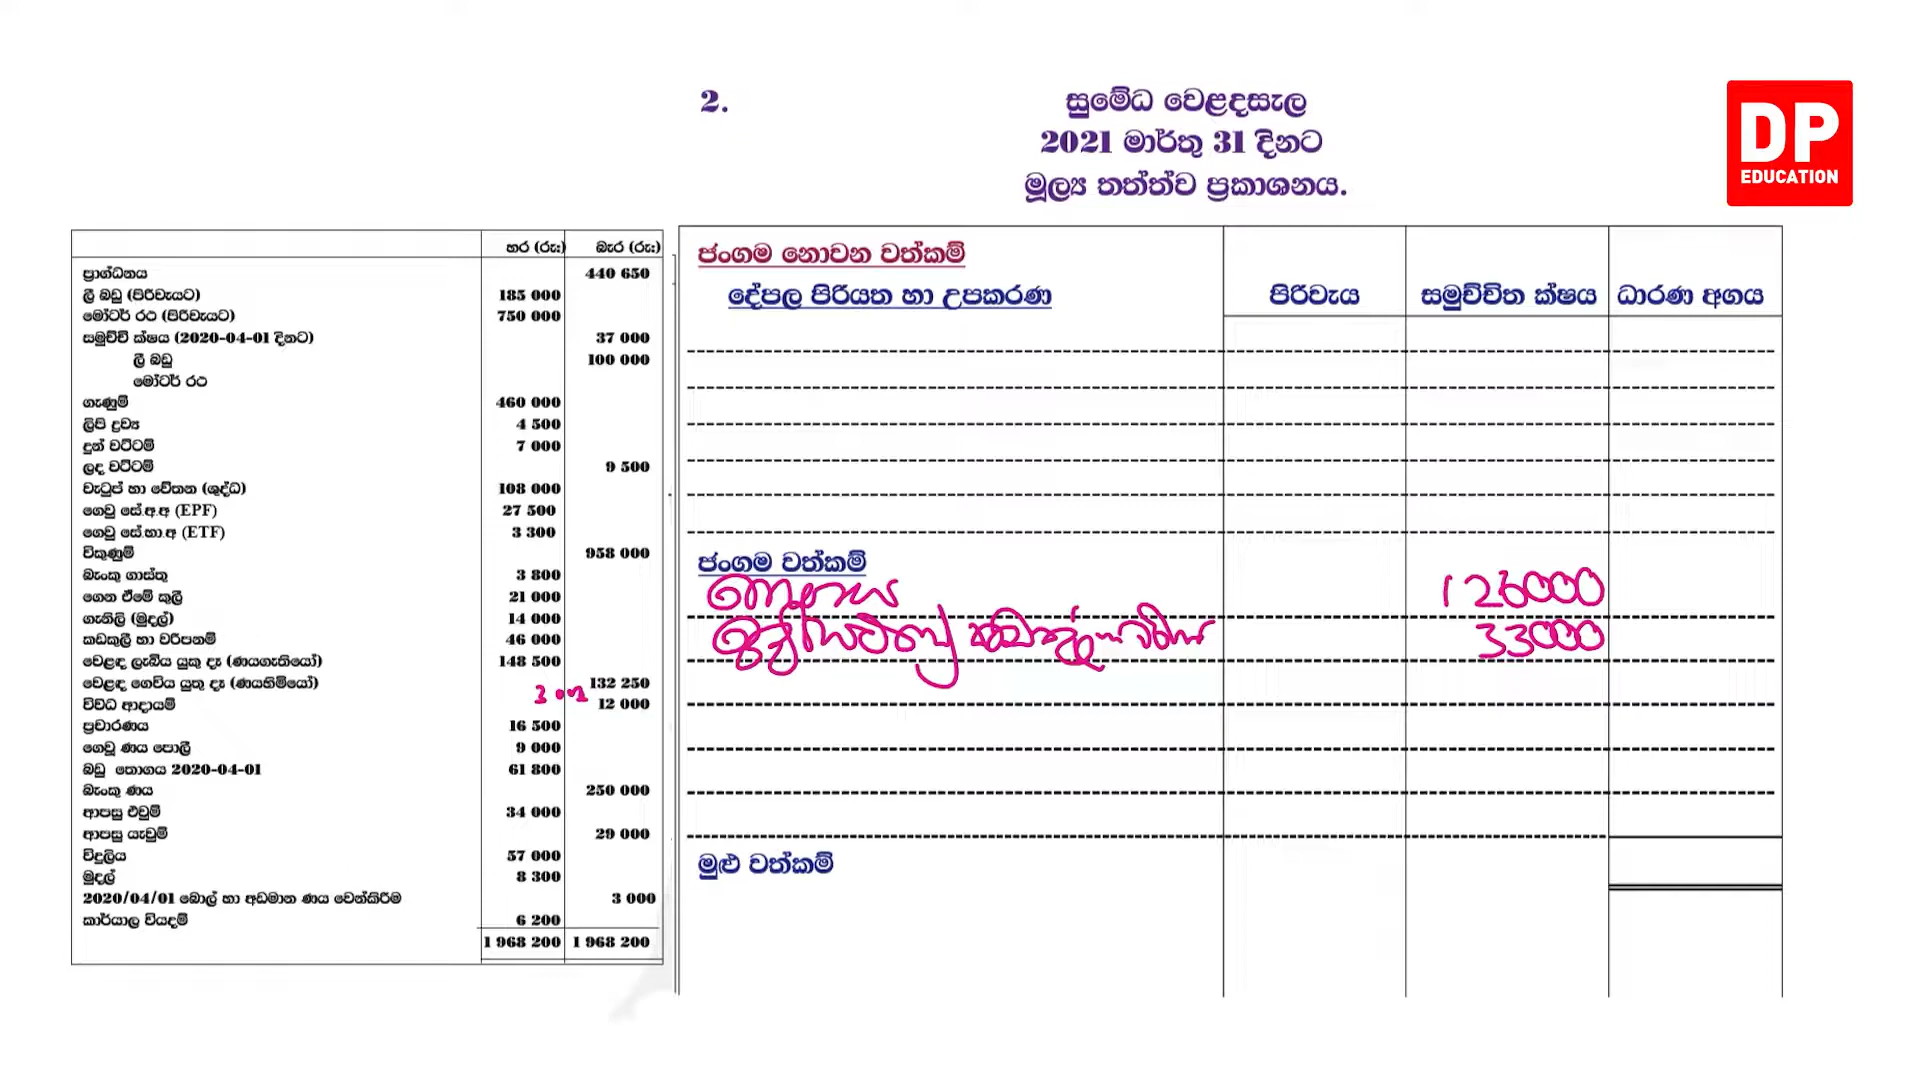 2.
සුමේධ වෙළදසැල
2021 මාර්තු 31 දිනට
මූල්‍ය තත්ත්ව ප්‍රකාශනය.
DP
EDUCATION
හර (රු:) බැර (රු:)
ප්‍රාග්ධනය 440 650
ලී බඩු (පිරිවැයට) 185 000
මෝටර් රථ (පිරිවැයට) 750 000
සමුච්චි ක්ෂය (2020-04-01 දිනට) 37 000
ලී බඩු 100 000
මෝටර් රථ
ගැණුම් 460 000
ලිපි ද්‍රව්‍ය 4 500
දුන් වට්ටම් 7 000
ලද වට්ටම් 9 500
වැටුප් හා වේතන (ශුද්ධ) 108 000
ගෙවු සේ.අ.අ (EPF) 27 500
ගෙවු සේ.භා.අ (ETF) 3 300
විකුණුම් 958 000
බැංකු ගාස්තු 3 800
ගෙන ඒමේ කුලී 21 000
ගැනිලි (මුදල්) 14 000
කඩකුලී හා වරිපනම් 46 000
වෙළඳ ලැබිය යුතු දෑ (ණයගැතියෝ) 148 500
වෙළඳ ගෙවිය යුතු දෑ (ණයහිමියෝ) 132 250
විවිධ ආදායම් 12 000
ප්‍රචාරණය 16 500
ගෙවූ ණය පොලී 9 000
බඩු තොගය 2020-04-01 61 800
බැංකු ණය 250 000
ආපසු එවුම් 34 000
ආපසු යැවුම් 29 000
විදුලිය 57 000
මුදල් 8 300
2020/04/01 බොල් හා අඩමාන ණය වෙන්කිරීම 3 000
කාර්යාල වියදම් 6 200
1 968 200 1 968 200
ජංගම නොවන වත්කම්
දේපල පිරියත හා උපකරණ පිරිවැය සමුච්චිත ක්ෂය ධාරණ අගය
ජංගම වත්කම්
126000
33000
මුළු වත්කම්